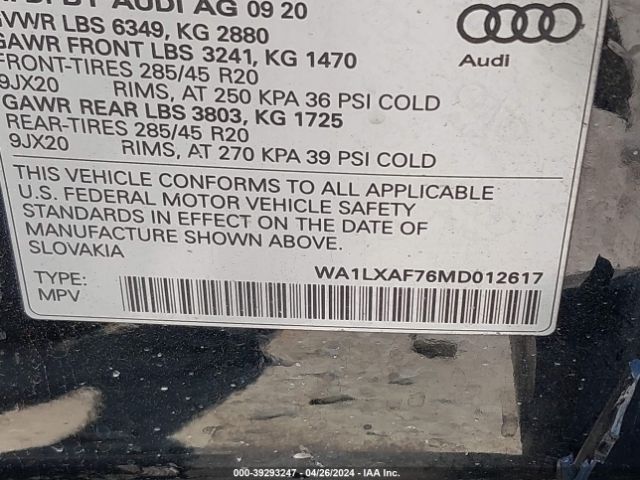 BY AUDI AG 09 20
GVWR LBS 6349, KG 2880
GAWR FRONT LBS 3241, KG 1470
FRONT-TIRES 285/45 R20
9JX20 RIMS, AT 250 KPA 36 PSI COLD
GAWR REAR LBS 3803, KG 1725
REAR-TIRES 285/45 R20
9JX20 RIMS, AT 270 KPA 39 PSI COLD
Audi
THIS VEHICLE CONFORMS TO ALL APPLICABLE
U.S. FEDERAL MOTOR VEHICLE SAFETY
STANDARDS IN EFFECT ON THE DATE OF
MANUFACTURE SHOWN ABOVE.
SLOVAKIA
WA1LXAF76MD012617
TYPE:
MPV
000-39293247 - 04/26/2024 - IAA Inc.